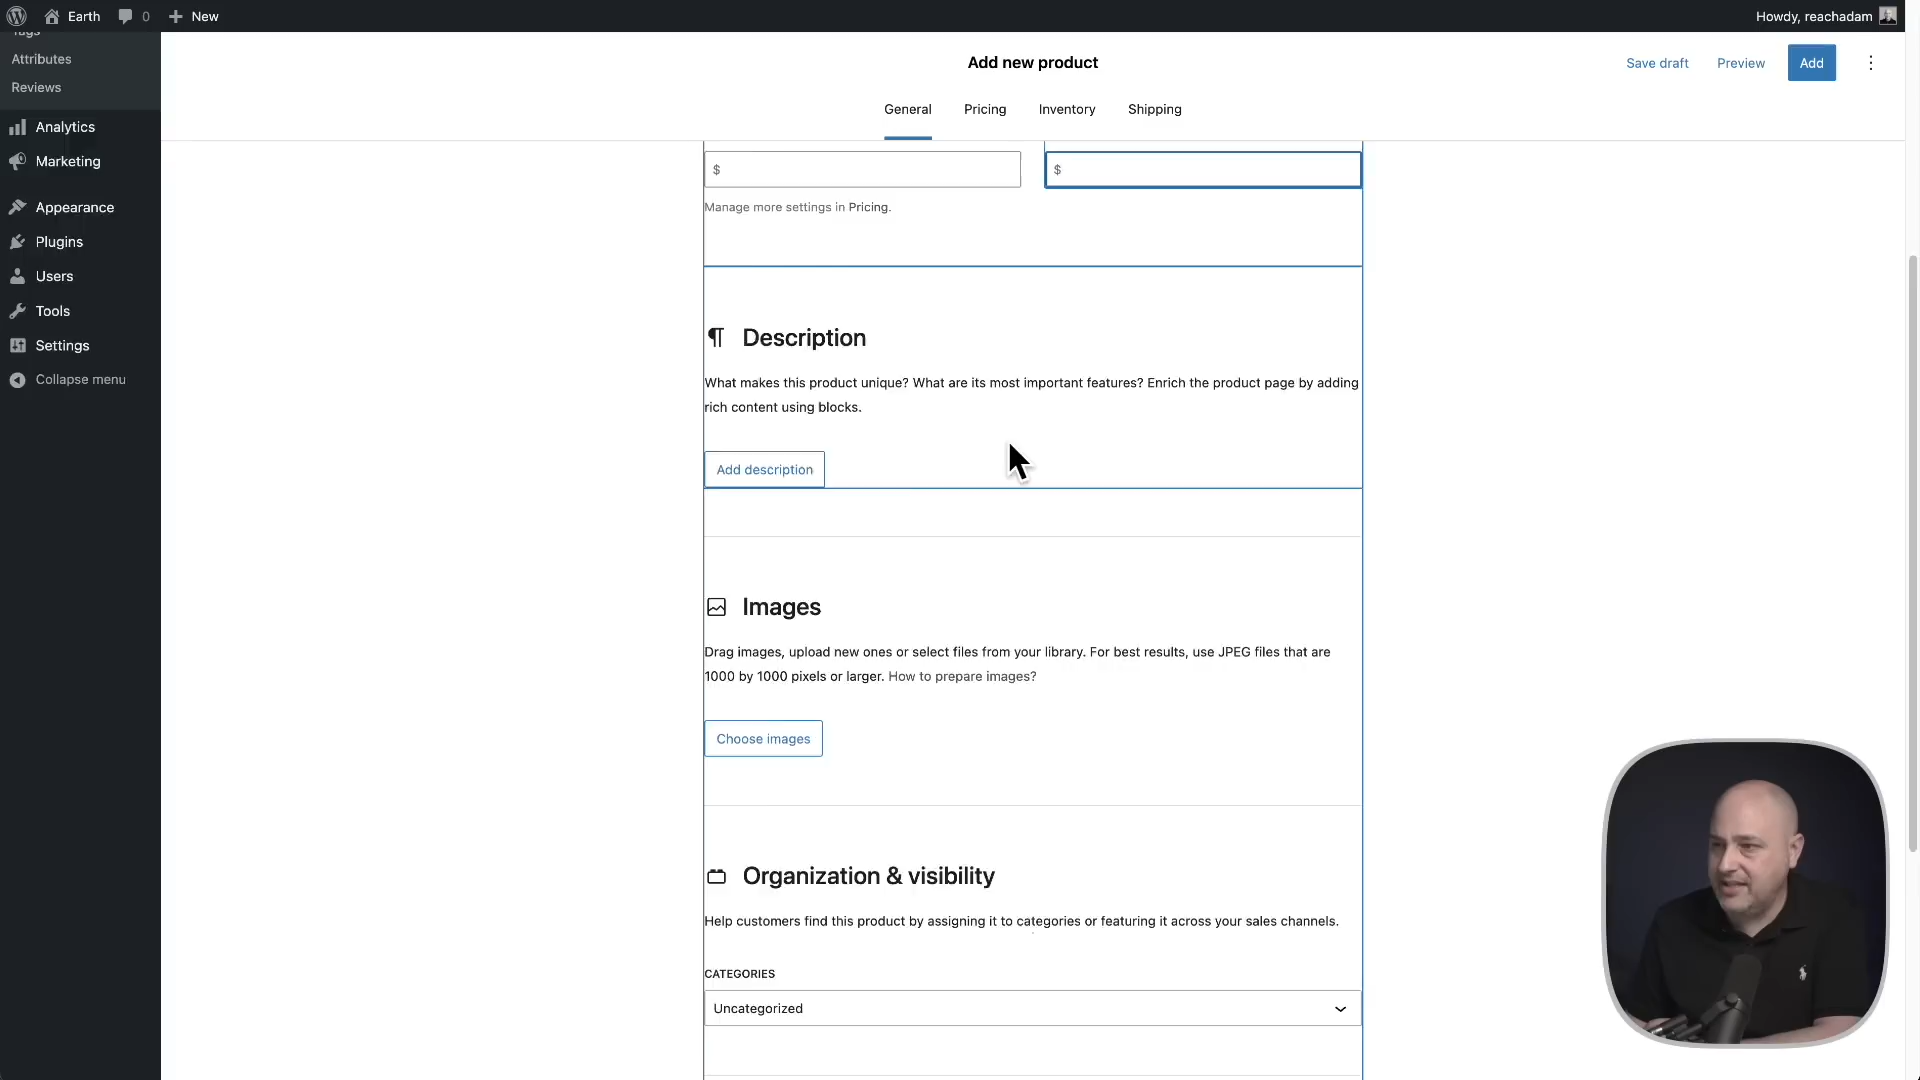 Earth
0
New
Howdy, reachadam
Tags
Attributes
Reviews
Analytics
Marketing
Appearance
Plugins
Users
Tools
Settings
Collapse menu
Add new product
Save draft
Preview
Add
General
Pricing
Inventory
Shipping
$
$
Manage more settings in Pricing.
Description
What makes this product unique? What are its most important features? Enrich the product page by adding
rich content using blocks.
Add description
Images
Drag images, upload new ones or select files from your library. For best results, use JPEG files that are
1000 by 1000 pixels or larger. How to prepare images?
Choose images
Organization & visibility
Help customers find this product by assigning it to categories or featuring it across your sales channels.
CATEGORIES
Uncategorized